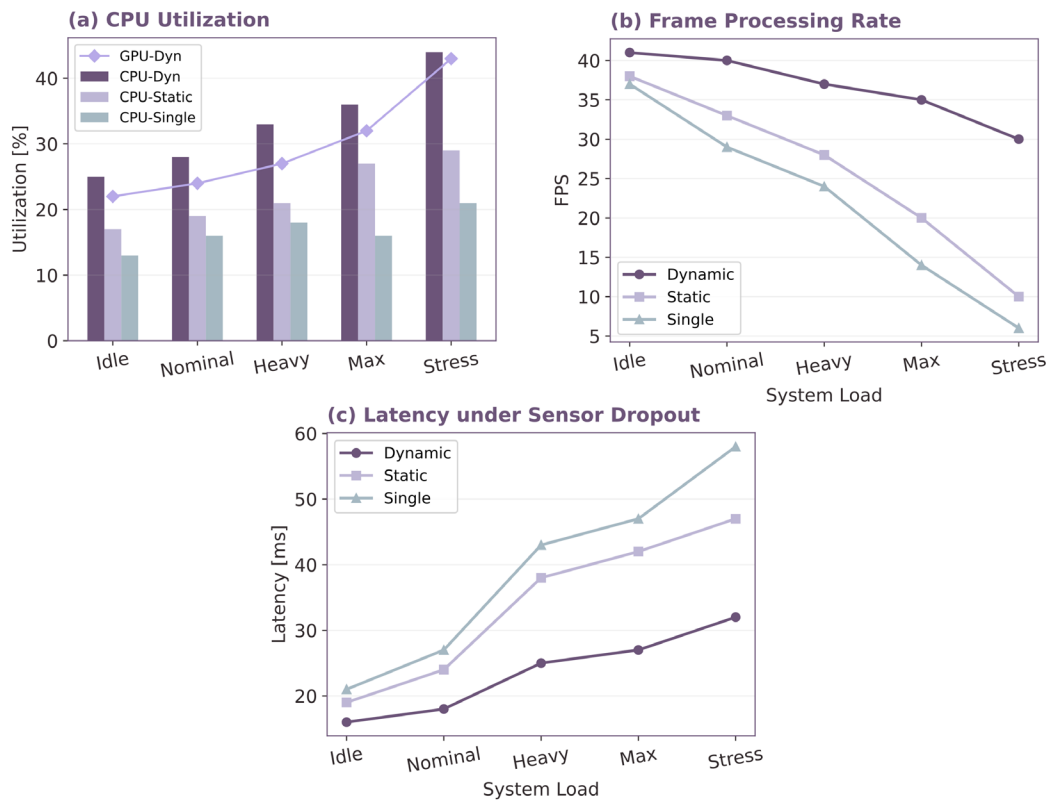 (a) CPU Utilization
GPU-Dyn
CPU-Dyn
CPU-Static
CPU-Single
Utilization [%]
40
30
20
10
0
Idle
Nominal
Heavy
Max
Stress
(b) Frame Processing Rate
FPS
40
35
30
25
20
15
10
5
Dynamic
Static
Single
Idle
Nominal
Heavy
Max
Stress
System Load
(c) Latency under Sensor Dropout
Dynamic
Static
Single
Latency [ms]
60
50
40
30
20
Idle
Nominal
Heavy
Max
Stress
System Load